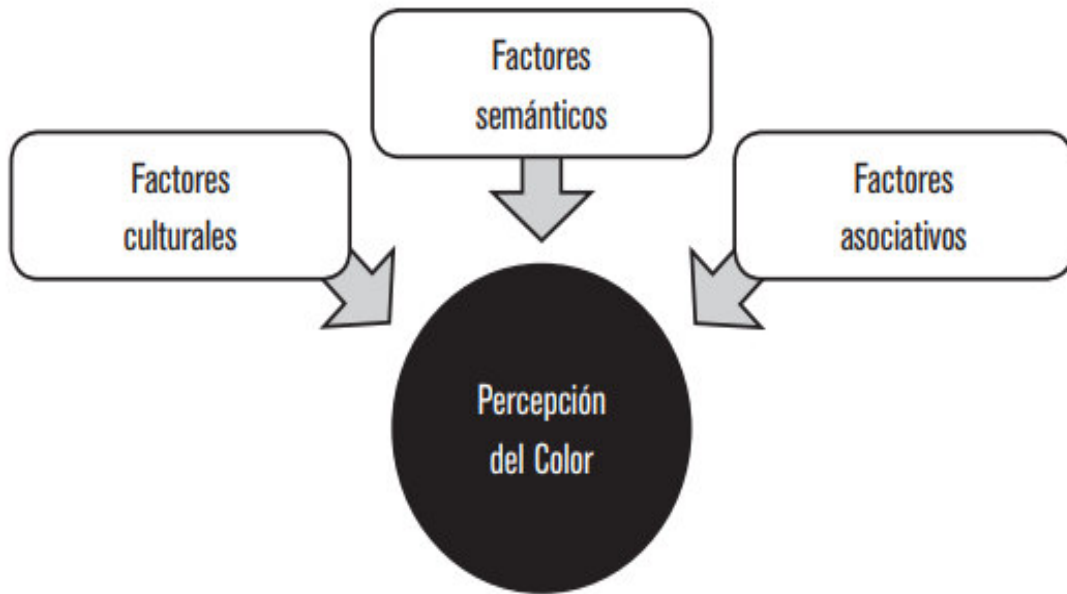 Factores
semánticos
Factores
culturales
Factores
asociativos
Percepción
del Color